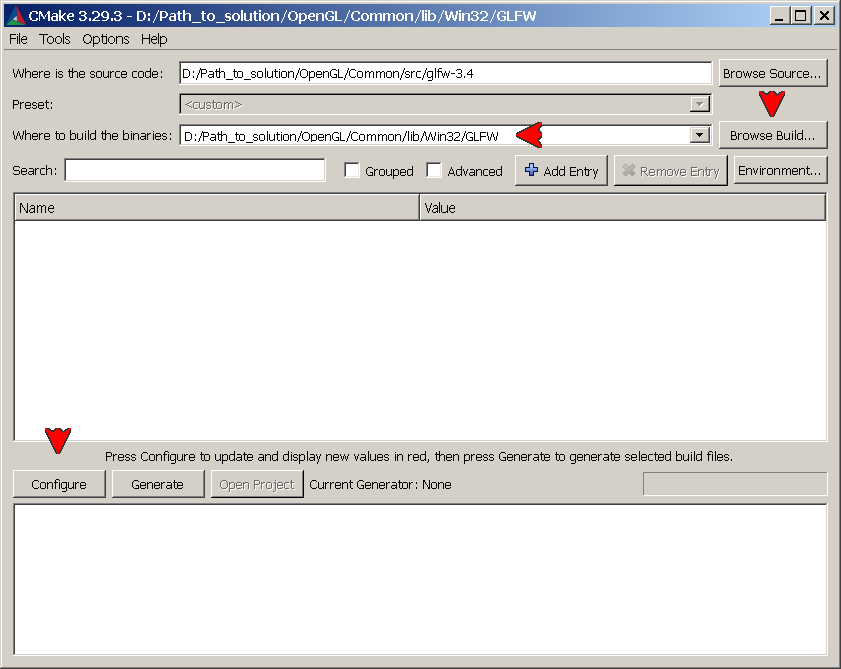 CMake 3.29.3 - D:/Path_to_solution/OpenGL/Common/lib/Win32/GLFW
File Tools Options Help
Where is the source code: D:/Path_to_solution/OpenGL/Common/src/glfw-3.4 Browse Source...
Preset: <custom>
Where to build the binaries: D:/Path_to_solution/OpenGL/Common/lib/Win32/GLFW Browse Build...
Search: Grouped Advanced Add Entry Remove Entry Environment...
Name Value
Press Configure to update and display new values in red, then press Generate to generate selected build files.
Configure Generate Open Project Current Generator: None